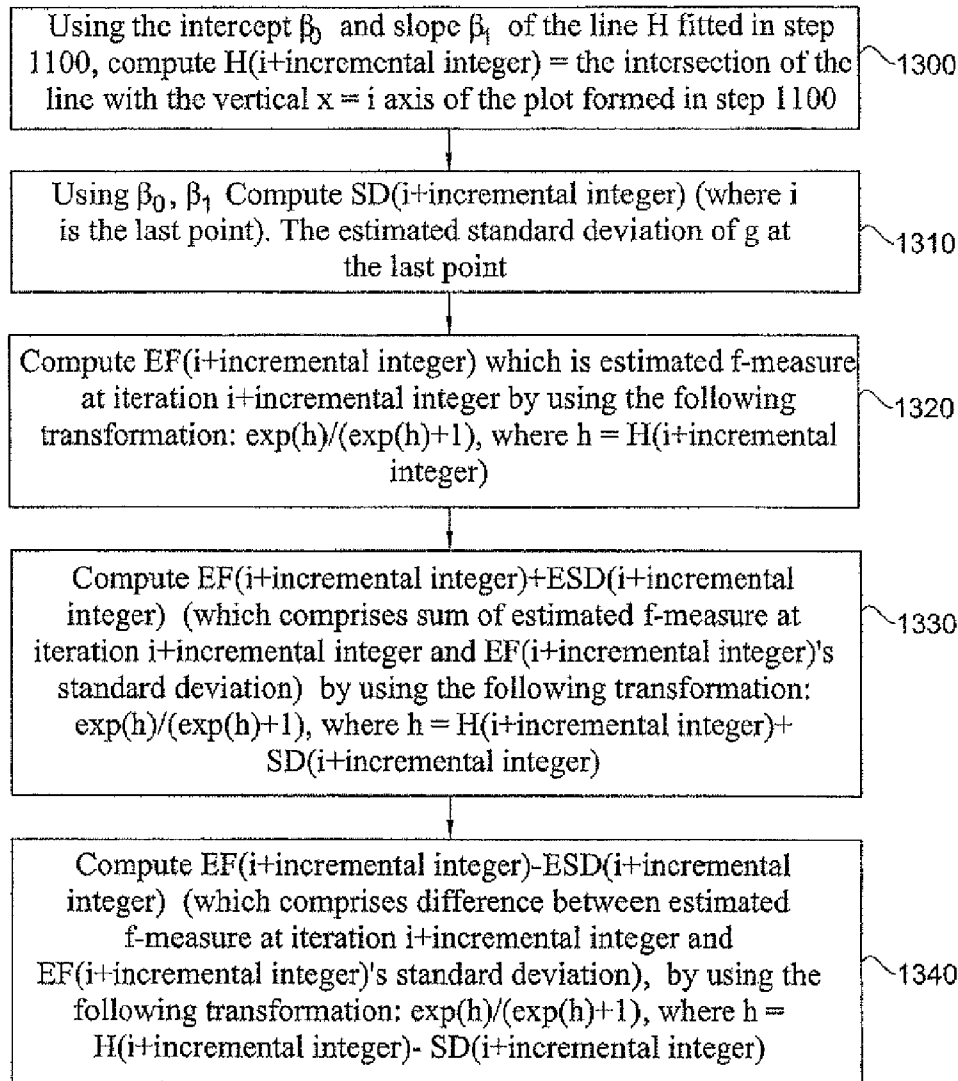 Using the intercept β0 and slope β1 of the line H fitted in step
1100, compute H(i+incremental integer) = the intersection of the
line with the vertical x = i axis of the plot formed in step 1100
1300
Using β0, β1 Compute SD(i+incremental integer) (where i
is the last point). The estimated standard deviation of g at
the last point
1310
Compute EF(i+incremental integer) which is estimated f-measure
at iteration i+incremental integer by using the following
transformation: exp(h)/(exp(h)+1), where h = H(i+incremental
integer)
1320
Compute EF(i+incremental integer)+ESD(i+incremental
integer) (which comprises sum of estimated f-measure at
iteration i+incremental integer and EF(i+incremental integer)'s
standard deviation) by using the following transformation:
exp(h)/(exp(h)+1), where h = H(i+incremental integer)+
SD(i+incremental integer)
1330
Compute EF(i+incremental integer)-ESD(i+incremental
integer) (which comprises difference between estimated
f-measure at iteration i+incremental integer and
EF(i+incremental integer)'s standard deviation), by using the
following transformation: exp(h)/(exp(h)+1), where h =
H(i+incremental integer)- SD(i+incremental integer)
1340